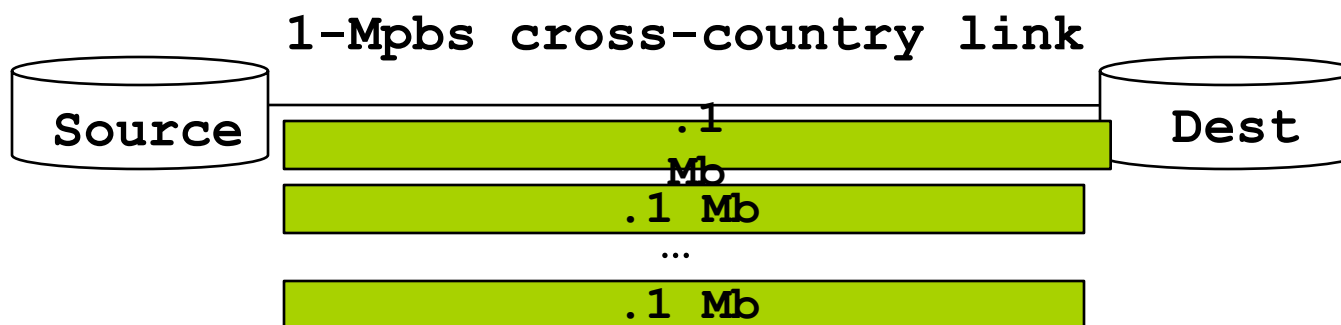 1-Mpbs cross-country link
Source
Dest
.1
Mb
.1 Mb
…
.1 Mb